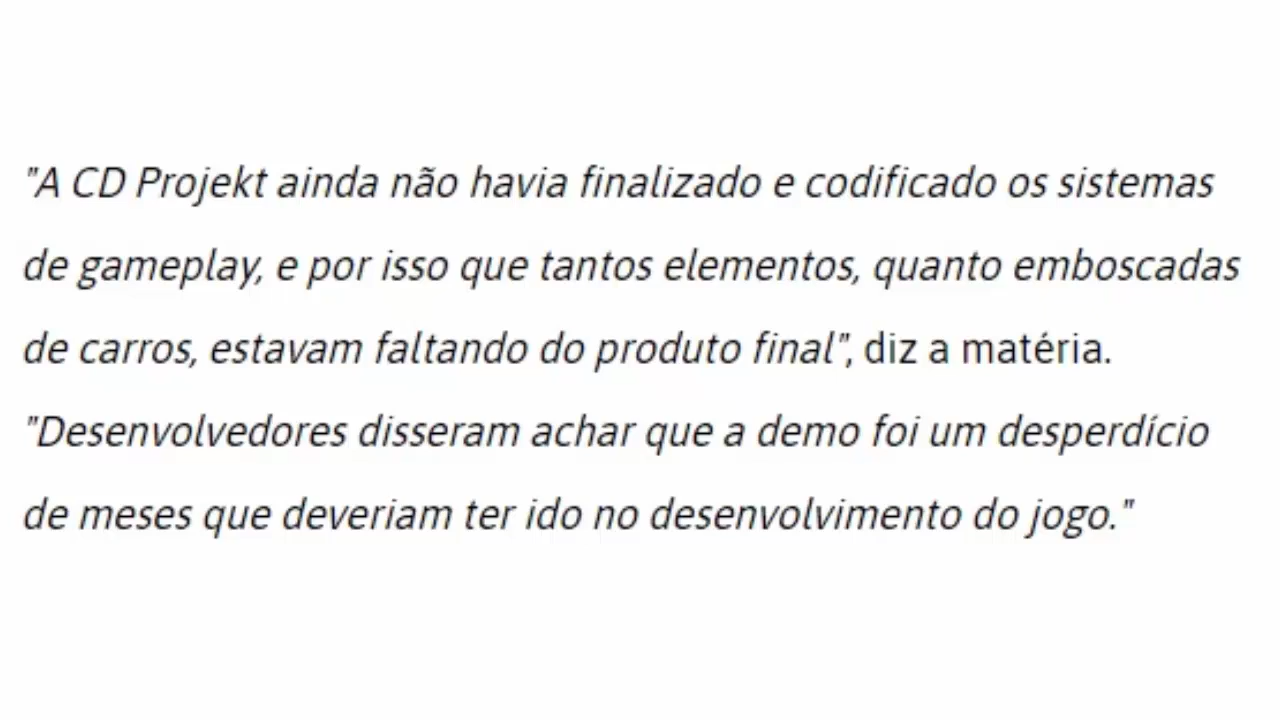 "A CD Projekt ainda não havia finalizado e codificado os sistemas
de gameplay, e por isso que tantos elementos, quanto emboscadas
de carros, estavam faltando do produto final", diz a matéria.
"Desenvolvedores disseram achar que a demo foi um desperdício
de meses que deveriam ter ido no desenvolvimento do jogo."